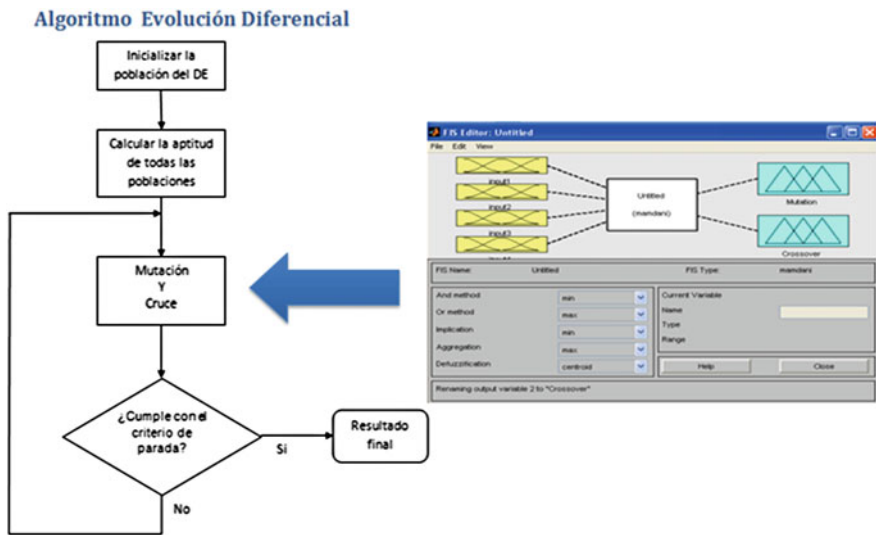 Algoritmo Evolución Diferencial
Inicializar la
población del DE
Calcular la aptitud
de todas las
poblaciones
Mutación
Y
Cruce
¿Cumple con el
criterio de
parada?
Si
No
Resultado
final
FIS Editor: Untitled
File Edit View
input1
input2
input3
Untitled
(mamdani)
Mutation
Crossover
FIS Name: Untitled FIS Type: mamdani
And method min
Or method max
Implication min
Aggregation max
Defuzzification centroid
Current Variable
Name
Type
Range
Help Close
Renaming output variable 2 to "Crossover"